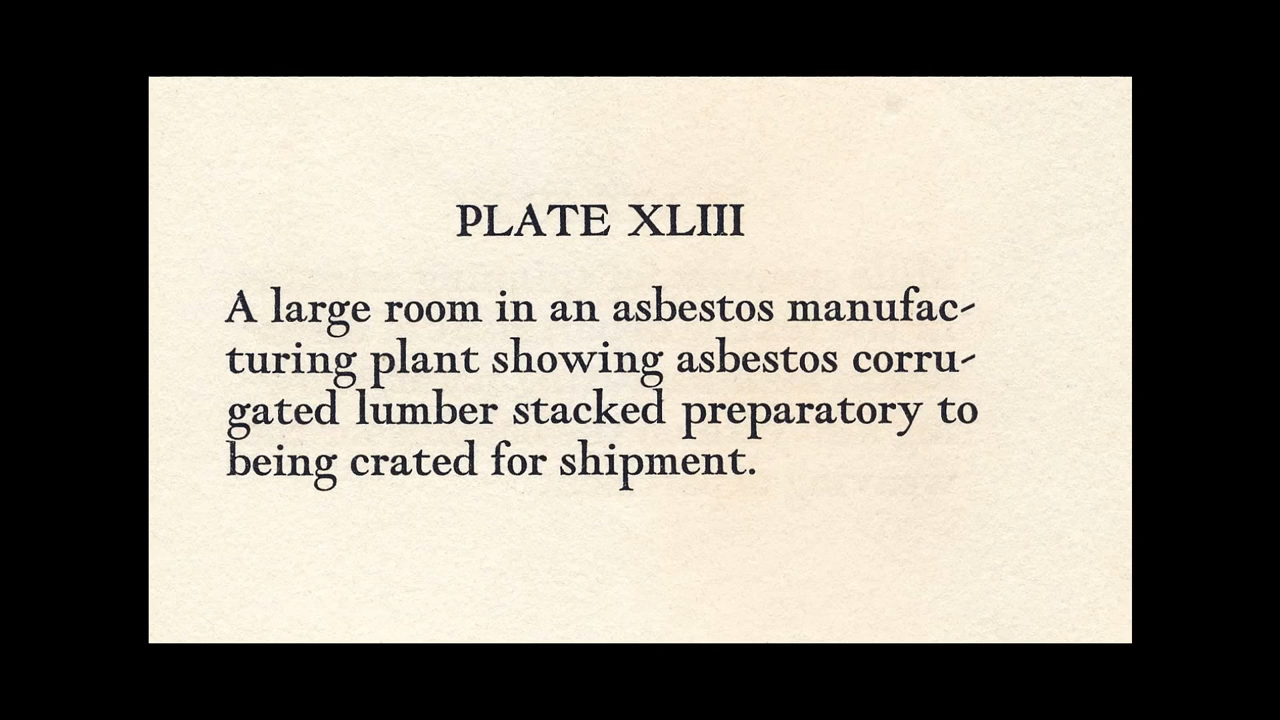 PLATE XLIII
A large room in an asbestos manufac-
turing plant showing asbestos corru-
gated lumber stacked preparatory to
being crated for shipment.